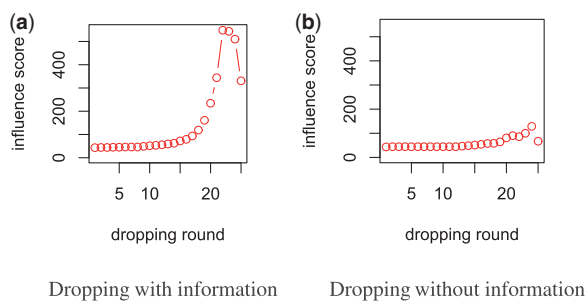 (a)
influence score
0
200
400
5
10
20
dropping round
Dropping with information
(b)
influence score
0
200
400
5
10
20
dropping round
Dropping without information